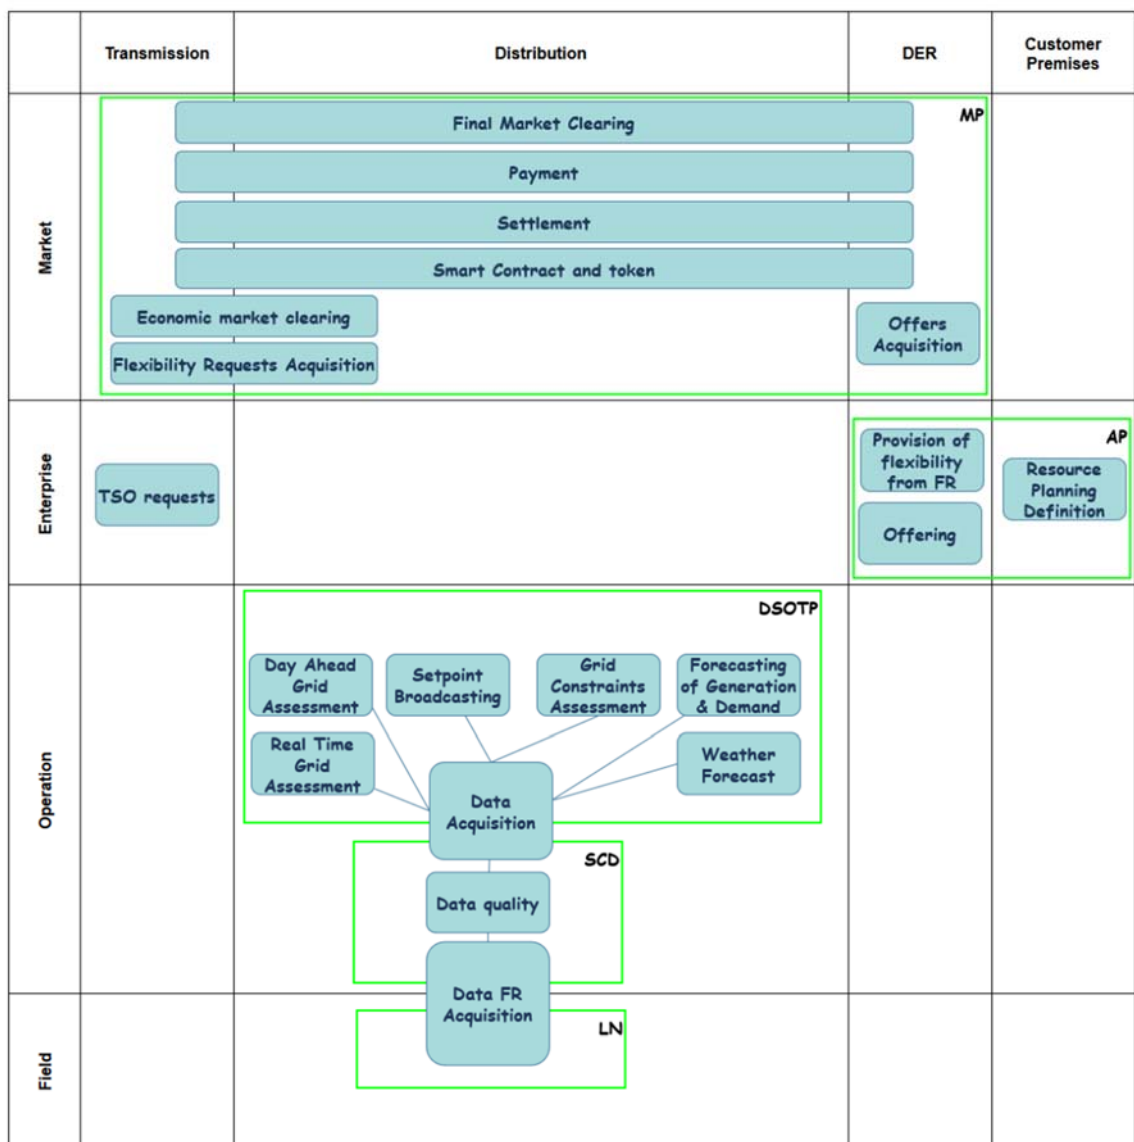 Transmission
Distribution
DER
Customer
Premises
Market
MP
Final Market Clearing
Payment
Settlement
Smart Contract and token
Economic market clearing
Flexibility Requests Acquisition
Offers
Acquisition
Enterprise
TSO requests
AP
Provision of
flexibility
from FR
Offering
Resource
Planning
Definition
Operation
DSOTP
Day Ahead
Grid
Assessment
Setpoint
Broadcasting
Grid
Constraints
Assessment
Forecasting
of Generation
& Demand
Real Time
Grid
Assessment
Weather
Forecast
Data
Acquisition
SCD
Data quality
Data FR
Acquisition
Field
LN